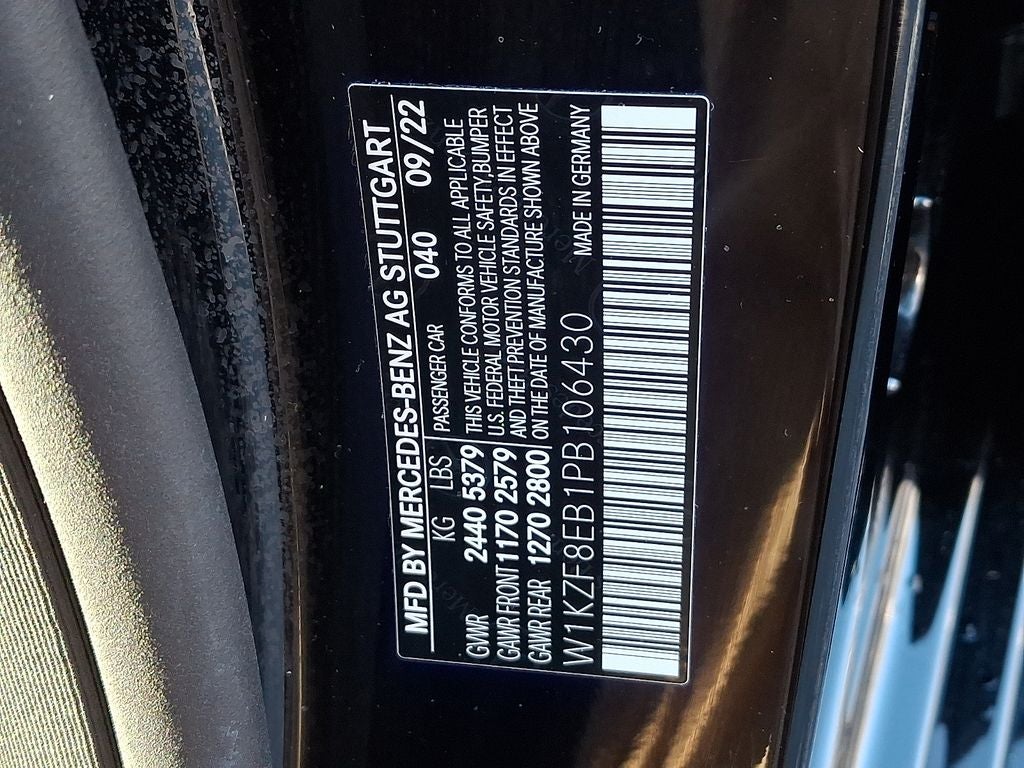 MFD BY MERCEDES-BENZ AG STUTTGART
040 09/22
KG LBS PASSENGER CAR
GVWR 2440 5379 THIS VEHICLE CONFORMS TO ALL APPLICABLE
GAWR FRONT 1170 2579 U.S. FEDERAL MOTOR VEHICLE SAFETY,BUMPER
AND THEFT PREVENTION STANDARDS IN EFFECT
GAWR REAR 1270 2800 ON THE DATE OF MANUFACTURE SHOWN ABOVE
W1KZF8EB1PB106430 MADE IN GERMANY